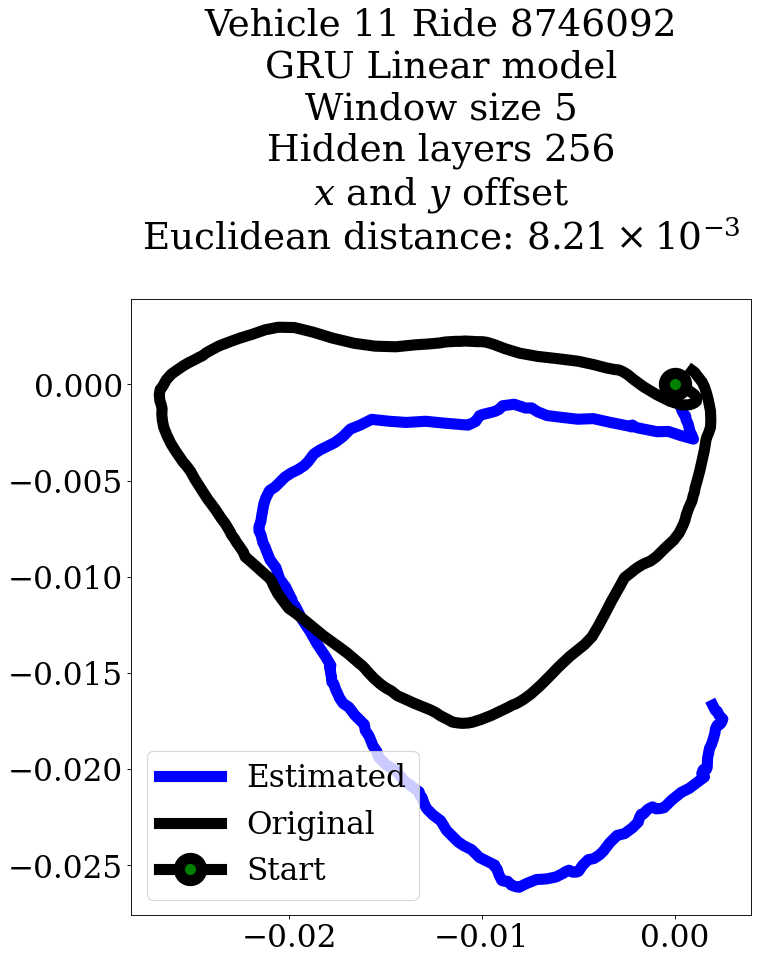 Vehicle 11 Ride 8746092
GRU Linear model
Window size 5
Hidden layers 256
x and y offset
Euclidean distance: 8.21 × 10⁻³
0.000
−0.005
−0.010
−0.015
−0.020
−0.025
Estimated
Original
Start
−0.02
−0.01
0.00